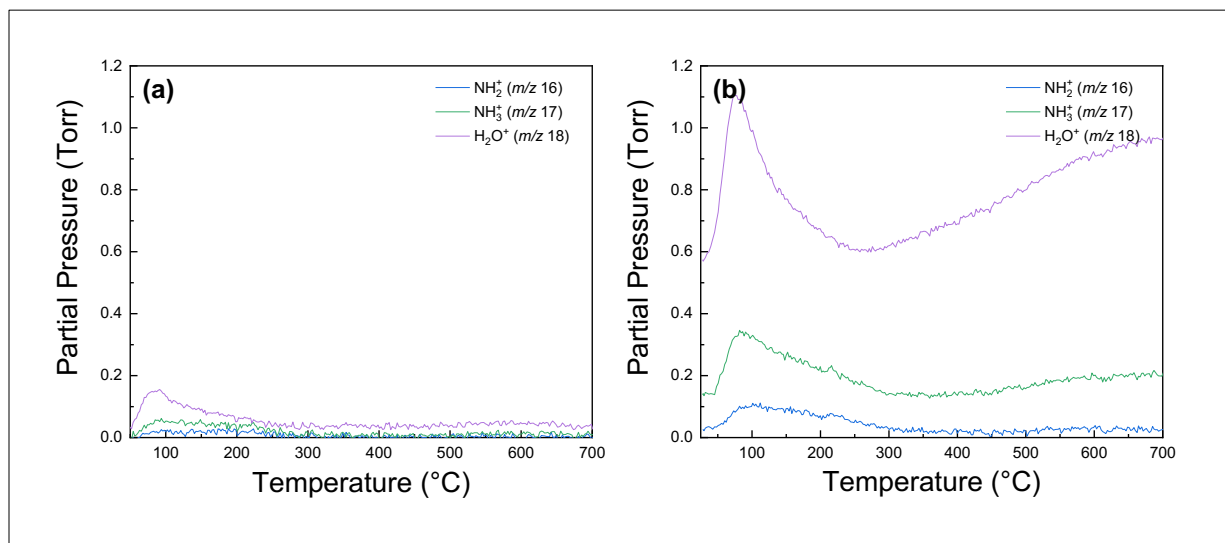 (a)
NH₂⁺ (m/z 16)
NH₃⁺ (m/z 17)
H₂O⁺ (m/z 18)
1.2
1.0
0.8
0.6
0.4
0.2
0.0
Partial Pressure (Torr)
100 200 300 400 500 600 700
Temperature (°C)
(b)
NH₂⁺ (m/z 16)
NH₃⁺ (m/z 17)
H₂O⁺ (m/z 18)
1.2
1.0
0.8
0.6
0.4
0.2
0.0
Partial Pressure (Torr)
100 200 300 400 500 600 700
Temperature (°C)